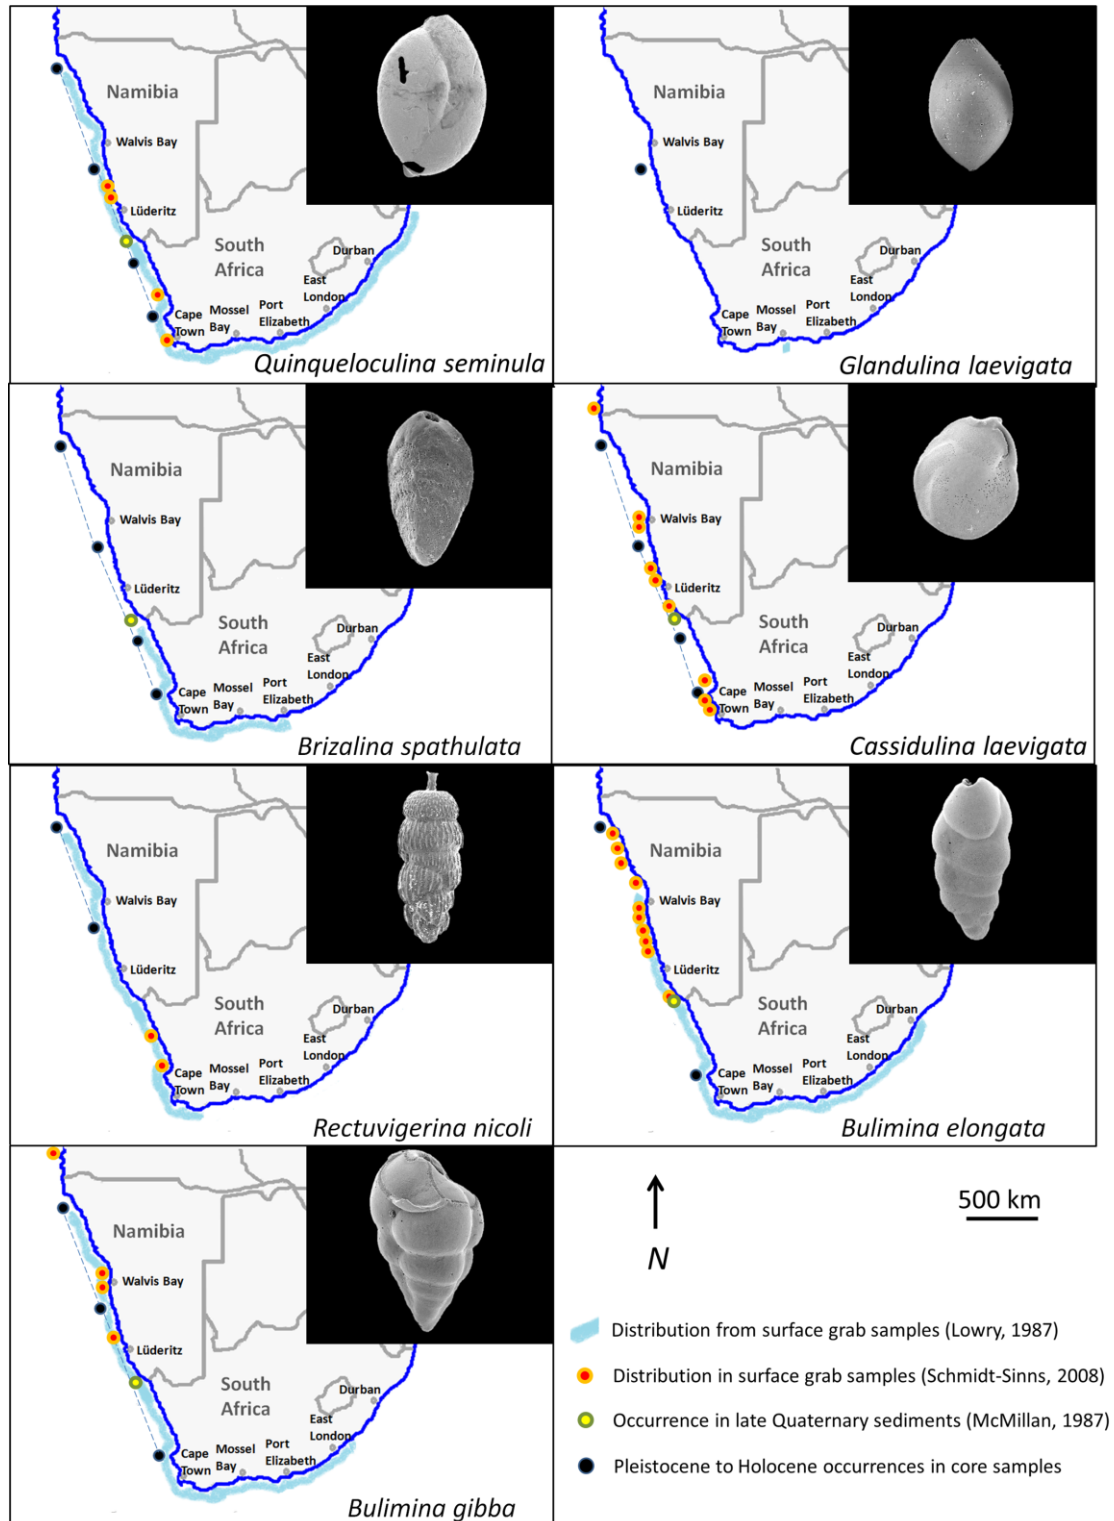 Namibia
Walvis Bay
Lüderitz
South
Africa
Durban
East
London
Cape
Town
Mossel
Bay
Port
Elizabeth
Quinqueloculina seminula
Namibia
Walvis Bay
Lüderitz
South
Africa
Durban
East
London
Cape
Town
Mossel
Bay
Port
Elizabeth
Glandulina laevigata
Namibia
Walvis Bay
Lüderitz
South
Africa
Durban
East
London
Cape
Town
Mossel
Bay
Port
Elizabeth
Brizalina spathulata
Namibia
Walvis Bay
Lüderitz
South
Africa
Durban
East
London
Cape
Town
Mossel
Bay
Port
Elizabeth
Cassidulina laevigata
Namibia
Walvis Bay
Lüderitz
South
Africa
Durban
East
London
Cape
Town
Mossel
Bay
Port
Elizabeth
Rectuvigerina nicoli
Namibia
Walvis Bay
Lüderitz
South
Africa
Durban
East
London
Cape
Town
Mossel
Bay
Port
Elizabeth
Bulimina elongata
Namibia
Walvis Bay
Lüderitz
South
Africa
Durban
East
London
Cape
Town
Mossel
Bay
Port
Elizabeth
Bulimina gibba
N
500 km
Distribution from surface grab samples (Lowry, 1987)
Distribution in surface grab samples (Schmidt-Sinns, 2008)
Occurrence in late Quaternary sediments (McMillan, 1987)
Pleistocene to Holocene occurrences in core samples